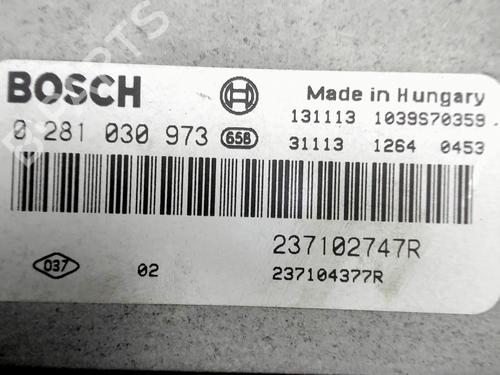 BOSCH
Made in Hungary
131113 1039S70359
0 281 030 973 658
31113 1264 0453
237102747R
037 02
237104377R